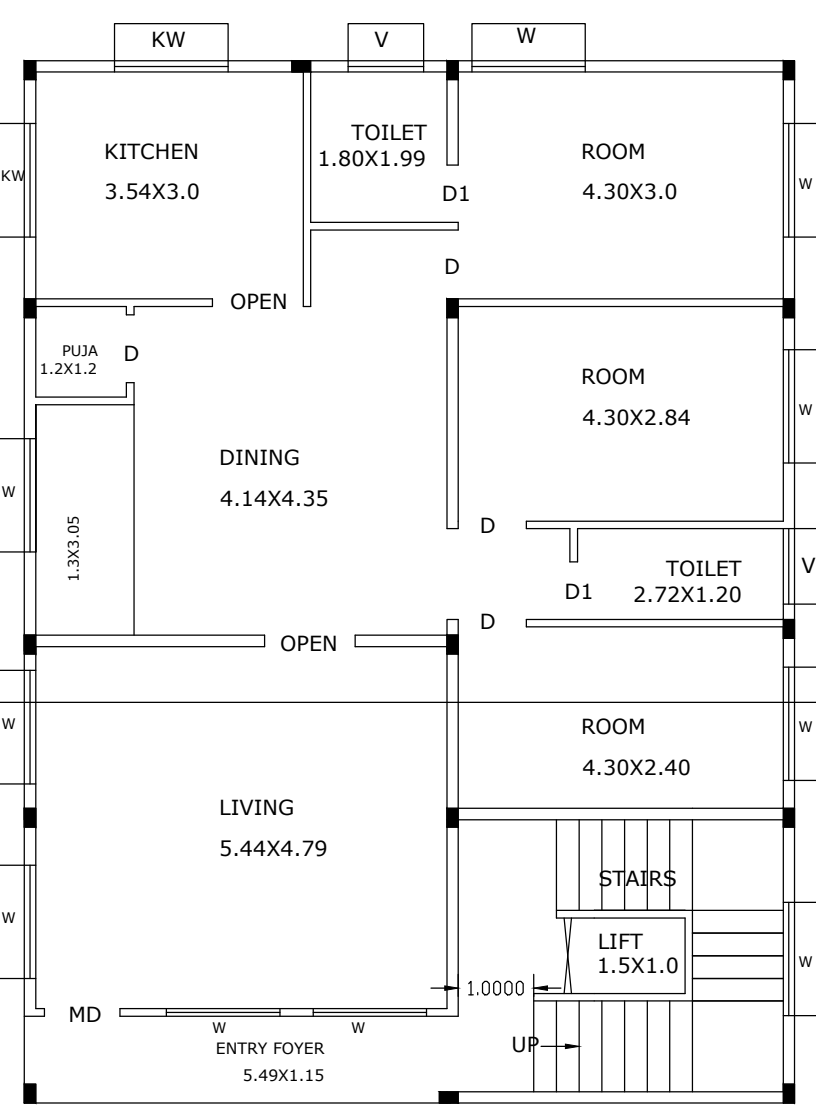 KW
V
W
KITCHEN
3.54X3.0
TOILET
1.80X1.99
ROOM
4.30X3.0
KW
W
D1
D
OPEN
PUJA
1.2X1.2
D
ROOM
4.30X2.84
W
DINING
4.14X4.35
W
1.3X3.05
D
TOILET
2.72X1.20
V
D1
D
OPEN
W
ROOM
4.30X2.40
W
LIVING
5.44X4.79
STAIRS
W
LIFT
1.5X1.0
W
1.0000
MD
W
W
UP
ENTRY FOYER
5.49X1.15